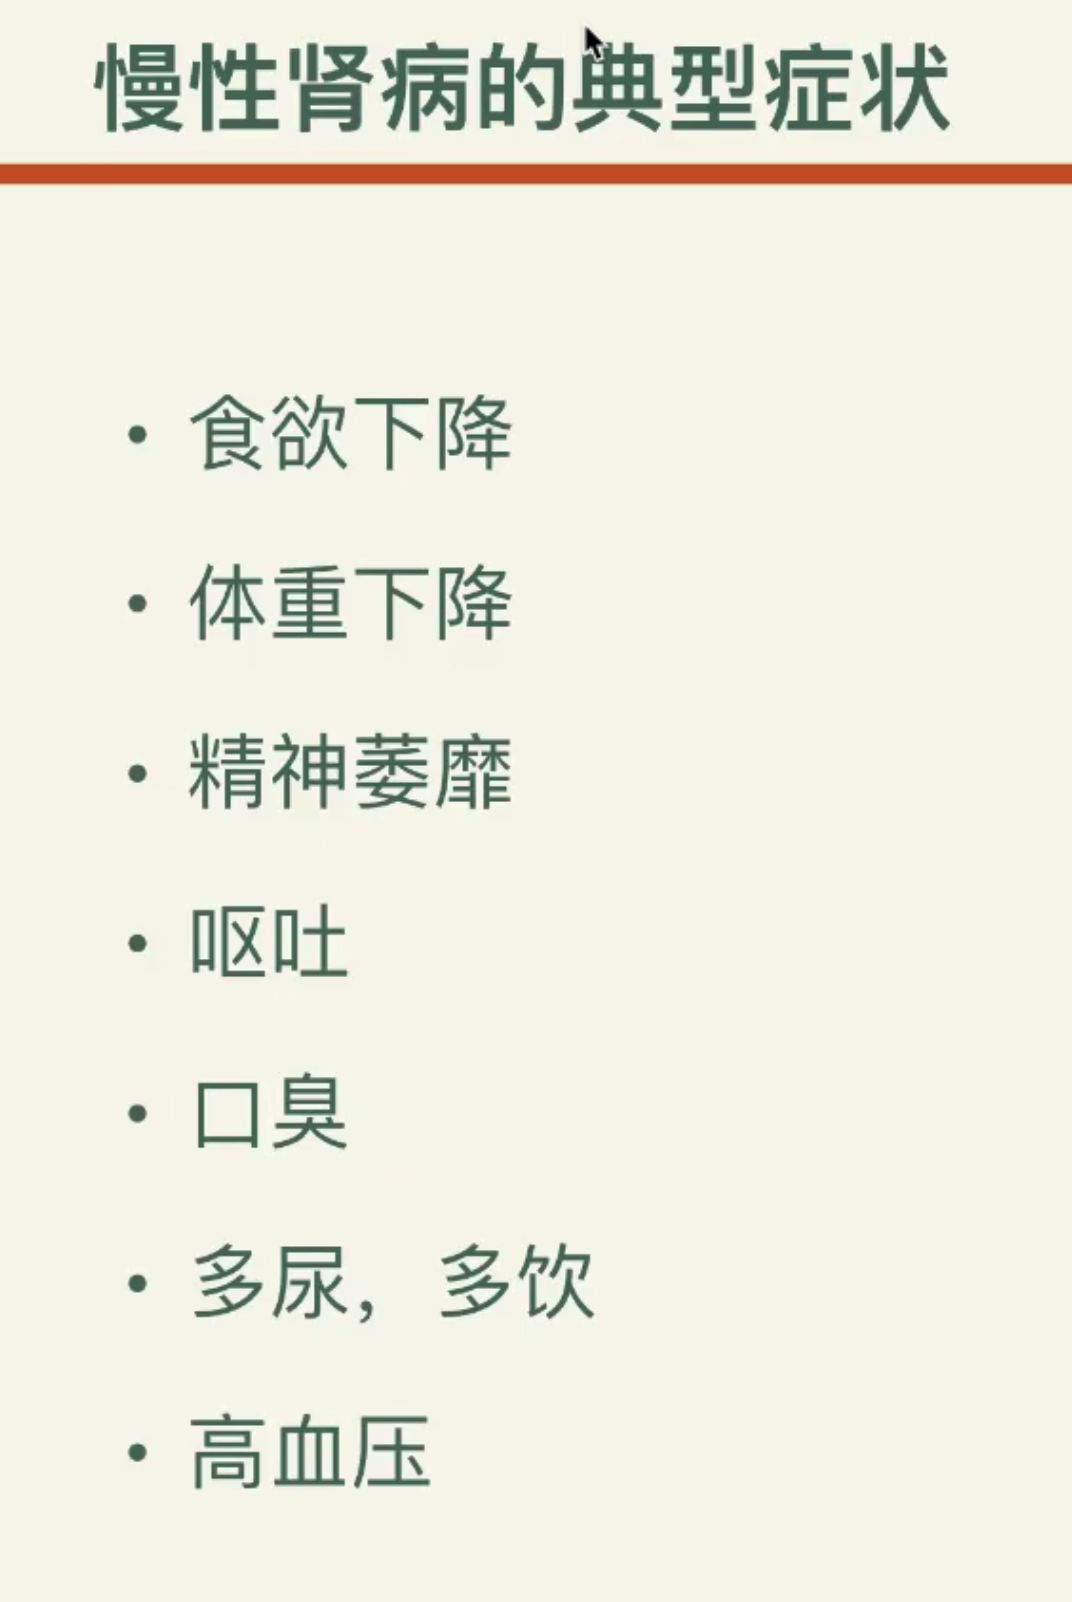 慢性肾病的典型症状
• 食欲下降
• 体重下降
• 精神萎靡
• 呕吐
• 口臭
• 多尿，多饮
• 高血压